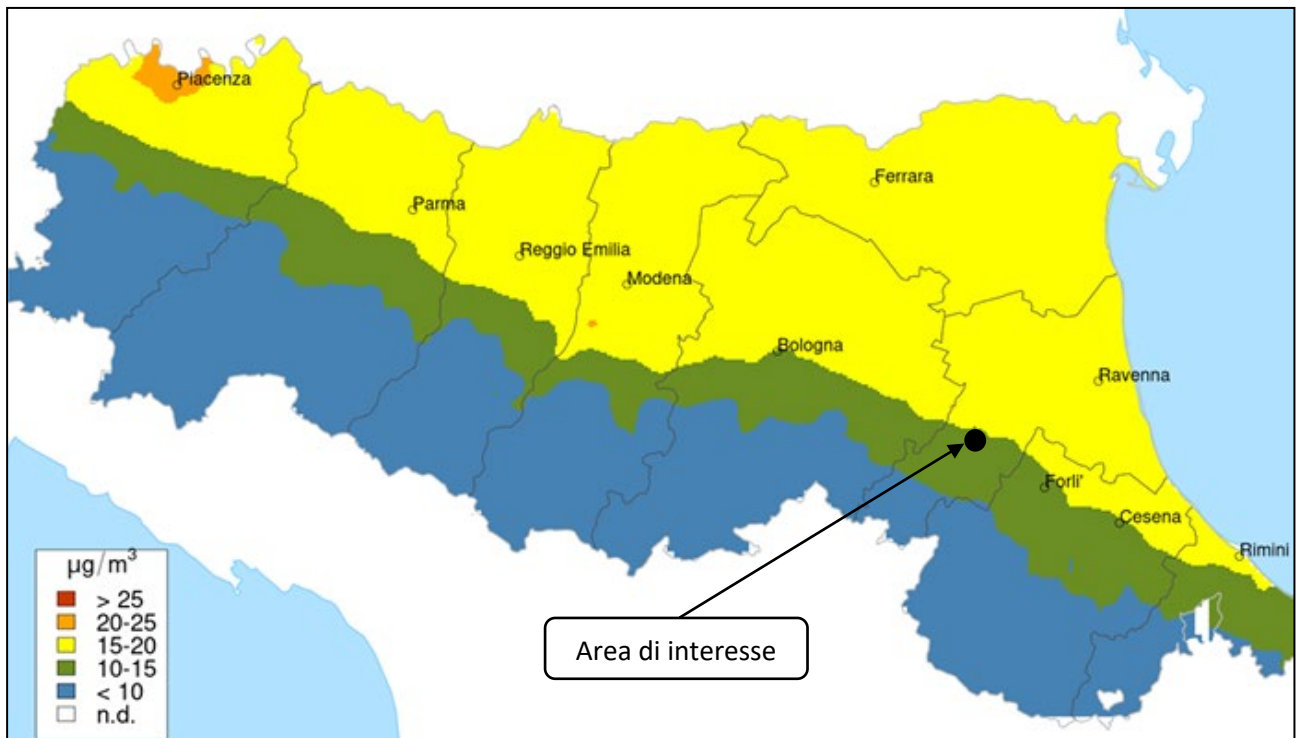 Piacenza
Ferrara
Parma
Reggio Emilia
Modena
Bologna
Ravenna
Forli'
Cesena
Rimini
µg/m³
> 25
20-25
15-20
10-15
< 10
n.d.
Area di interesse